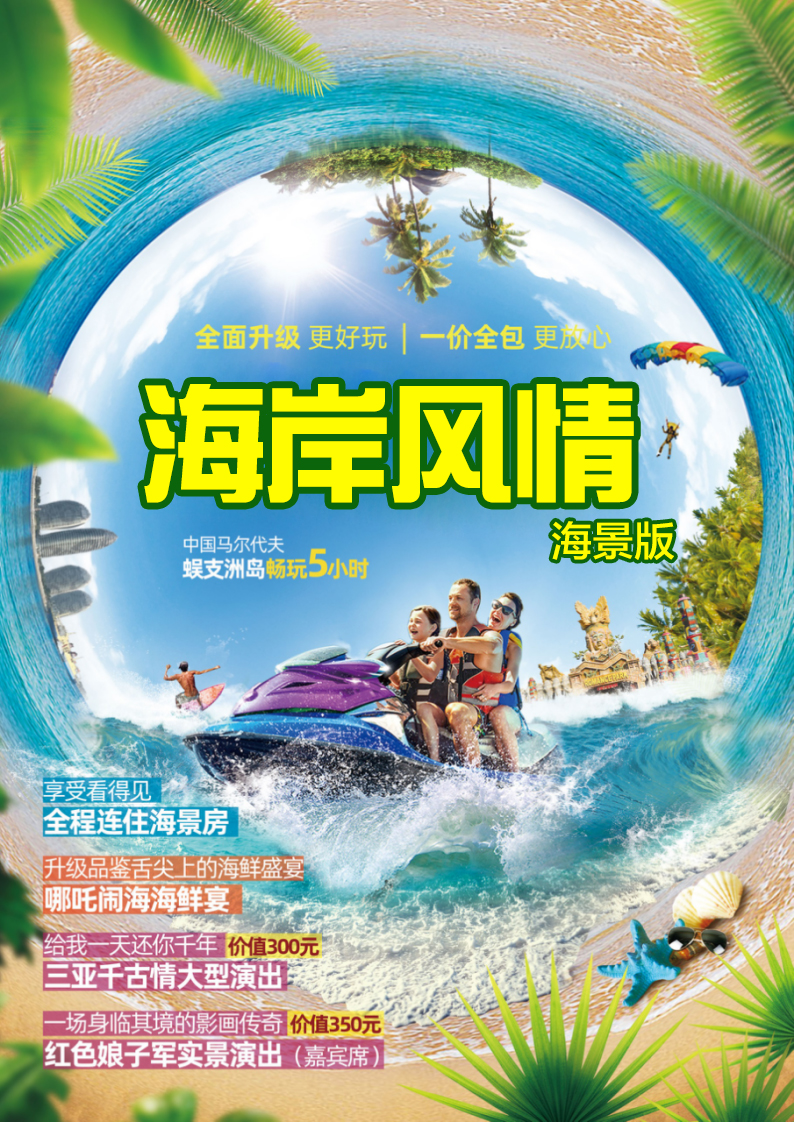 全面升级 更好玩 | 一价全包 更放心
海岸风情
海景版
中国马尔代夫
蜈支洲岛畅玩5小时
享受看得见
全程连住海景房
升级品鉴舌尖上的海鲜盛宴
哪吒闹海海鲜宴
给我一天还你千年 价值300元
三亚千古情大型演出
一场身临其境的影画传奇 价值350元
红色娘子军实景演出（嘉宾席）